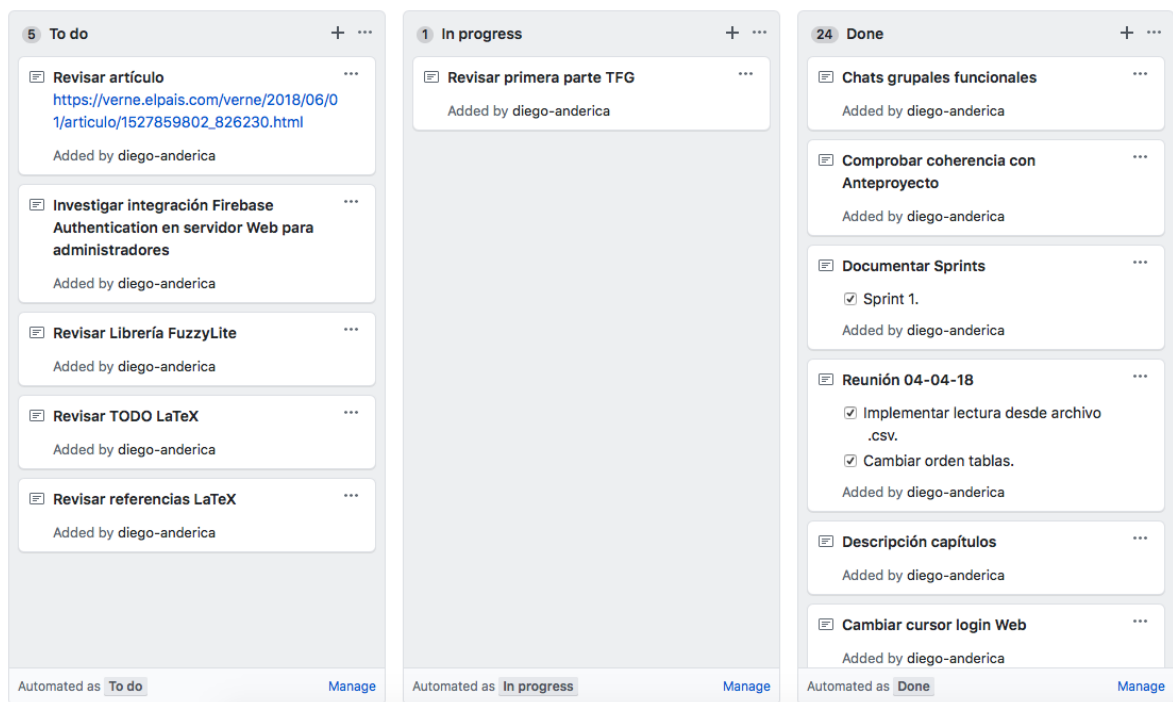 5 To do
Revisar artículo
https://verne.elpais.com/verne/2018/06/0
1/articulo/1527859802_826230.html
Added by diego-anderica
Investigar integración Firebase
Authentication en servidor Web para
administradores
Added by diego-anderica
Revisar Librería FuzzyLite
Added by diego-anderica
Revisar TODO LaTeX
Added by diego-anderica
Revisar referencias LaTeX
Added by diego-anderica
Automated as To do Manage
1 In progress
Revisar primera parte TFG
Added by diego-anderica
Automated as In progress Manage
24 Done
Chats grupales funcionales
Added by diego-anderica
Comprobar coherencia con
Anteproyecto
Added by diego-anderica
Documentar Sprints
Sprint 1.
Added by diego-anderica
Reunión 04-04-18
Implementar lectura desde archivo
.csv.
Cambiar orden tablas.
Added by diego-anderica
Descripción capítulos
Added by diego-anderica
Cambiar cursor login Web
Added by diego-anderica
Automated as Done Manage